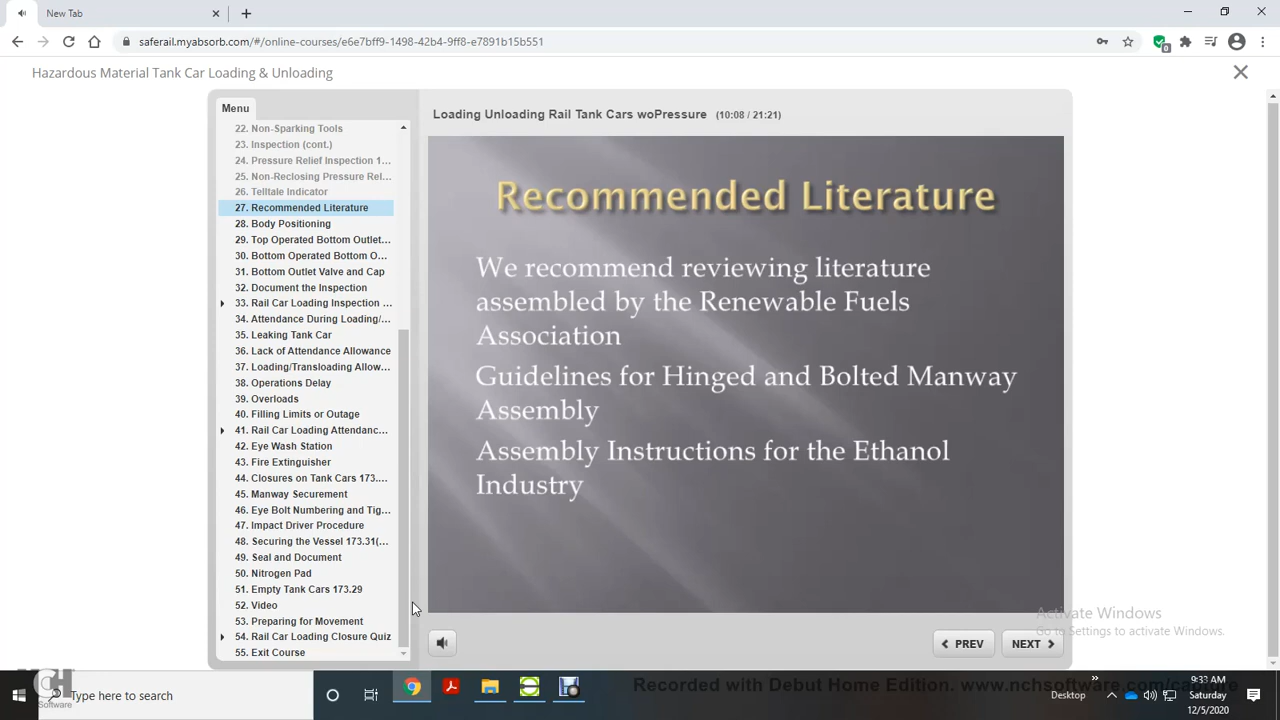 New Tab
saferail.myabsorb.com/#/online-courses/e6e7bff9-1498-42b4-9ff8-e7891b15b551
0
Hazardous Material Tank Car Loading & Unloading
Menu
22. Non-Sparking Tools
23. Inspection (cont.)
24. Pressure Relief Inspection 1...
25. Non-Reclosing Pressure Rel...
26. Telltale Indicator
27. Recommended Literature
28. Body Positioning
29. Top Operated Bottom Outlet...
30. Bottom Operated Bottom O...
31. Bottom Outlet Valve and Cap
32. Document the Inspection
33. Rail Car Loading Inspection ...
34. Attendance During Loading/...
35. Leaking Tank Car
36. Lack of Attendance Allowance
37. Loading/Transloading Allow...
38. Operations Delay
39. Overloads
40. Filling Limits or Outage
41. Rail Car Loading Attendanc...
42. Eye Wash Station
43. Fire Extinguisher
44. Closures on Tank Cars 173....
45. Manway Securement
46. Eye Bolt Numbering and Tig...
47. Impact Driver Procedure
48. Securing the Vessel 173.31(...
49. Seal and Document
50. Nitrogen Pad
51. Empty Tank Cars 173.29
52. Video
53. Preparing for Movement
54. Rail Car Loading Closure Quiz
55. Exit Course
Loading Unloading Rail Tank Cars woPressure (10:08 / 21:21)
Recommended Literature
We recommend reviewing literature
assembled by the Renewable Fuels
Association
Guidelines for Hinged and Bolted Manway
Assembly
Assembly Instructions for the Ethanol
Industry
PREV
NEXT
Activate Windows
Go to Settings to activate Windows.
NCH
Software
Type here to search
Recorded with Debut Home Edition. www.nchsoftware.com/capture
Desktop
9:33 AM
Saturday
12/5/2020